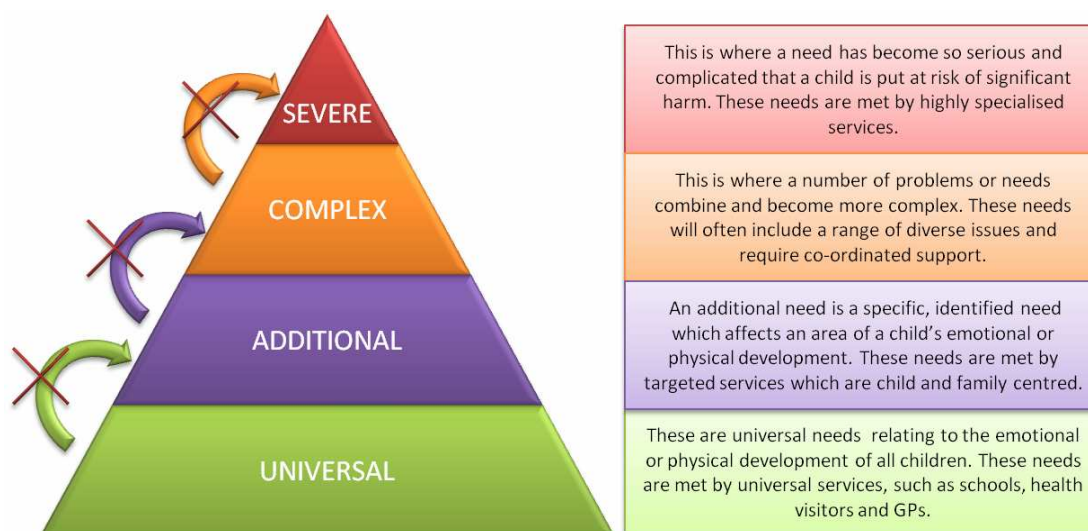 SEVERE
This is where a need has become so serious and
complicated that a child is put at risk of significant
harm. These needs are met by highly specialised
services.
COMPLEX
This is where a number of problems or needs
combine and become more complex. These needs
will often include a range of diverse issues and
require co-ordinated support.
ADDITIONAL
An additional need is a specific, identified need
which affects an area of a child's emotional or
physical development. These needs are met by
targeted services which are child and family centred.
UNIVERSAL
These are universal needs relating to the emotional
or physical development of all children. These needs
are met by universal services, such as schools, health
visitors and GPs.